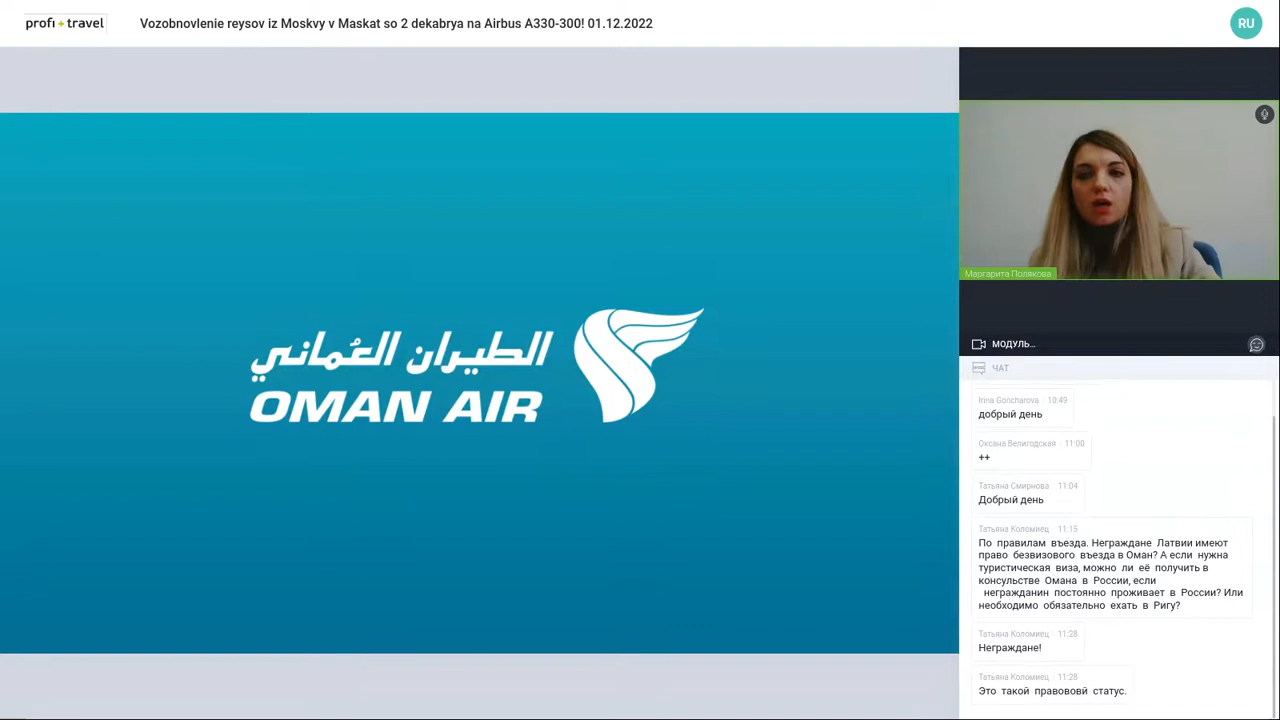 profi travel
Vozobnovlenie reysov iz Moskvy v Maskat so 2 dekabrya na Airbus A330-300! 01.12.2022
RU
الطيران العُماني
OMAN AIR
Маргарита Полякова
МОДУЛЬ...
ЧАТ
Irina Goncharova · 10:49
добрый день
Оксана Велигодская · 11:00
++
Татьяна Смирнова · 11:04
Добрый день
Татьяна Коломиец · 11:15
По правилам въезда. Неграждане Латвии имеют
право безвизового въезда в Оман? А если нужна
туристическая виза, можно ли её получить в
консульстве Омана в России, если
негражданин постоянно проживает в России? Или
необходимо обязательно ехать в Ригу?
Татьяна Коломиец · 11:28
Неграждане!
Татьяна Коломиец · 11:28
Это такой правововй статус.